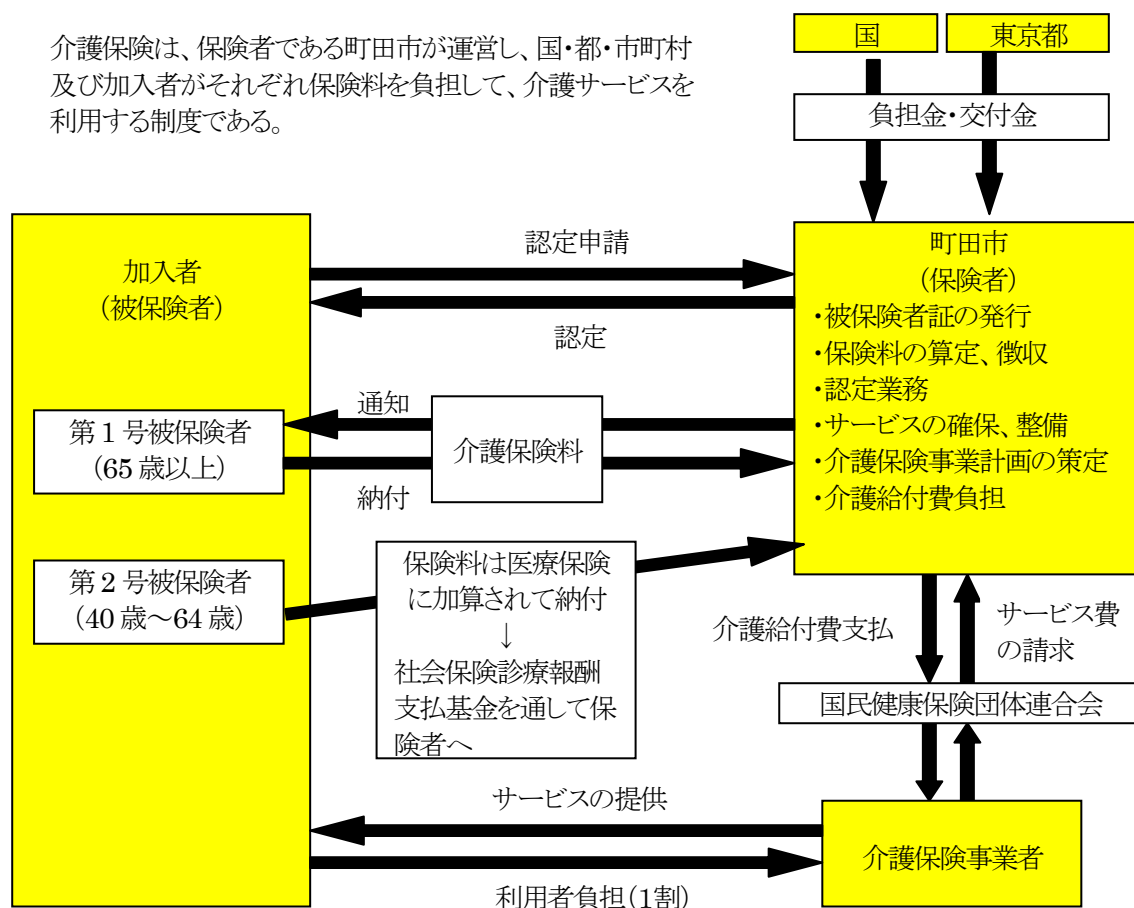 介護保険は、保険者である町田市が運営し、国・都・市町村
及び加入者がそれぞれ保険料を負担して、介護サービスを
利用する制度である。
国
東京都
負担金・交付金
加入者
（被保険者）
認定申請
認定
町田市
（保険者）
・被保険者証の発行
・保険料の算定、徴収
・認定業務
・サービスの確保、整備
・介護保険事業計画の策定
・介護給付費負担
第１号被保険者
（65歳以上）
通知
介護保険料
納付
第２号被保険者
（40歳～64歳）
保険料は医療保険
に加算されて納付
↓
社会保険診療報酬
支払基金を通して保
険者へ
介護給付費支払
サービス費
の請求
国民健康保険団体連合会
サービスの提供
介護保険事業者
利用者負担（１割）